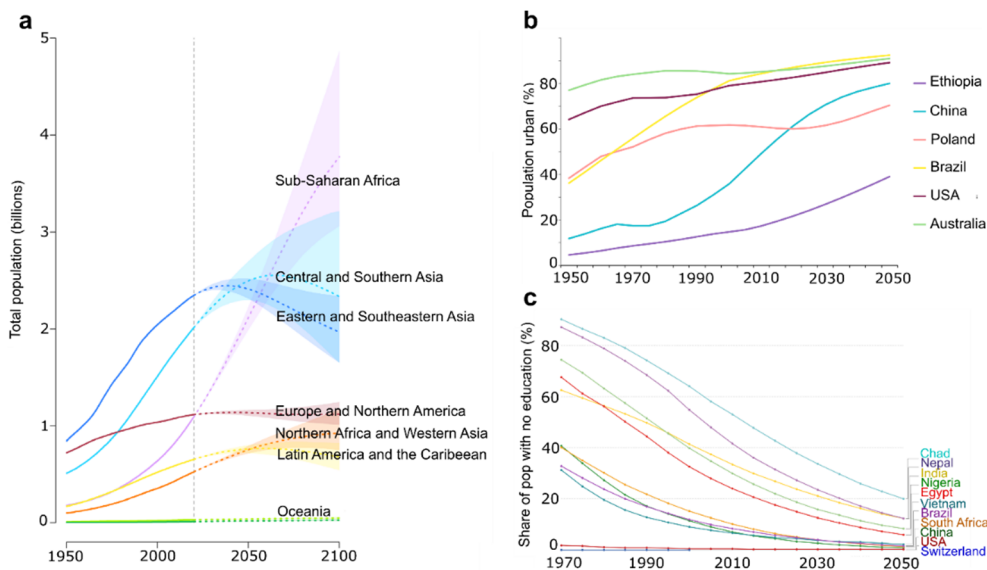 a
Total population (billions)
5
4
3
2
1
0
1950
2000
2050
2100
Sub-Saharan Africa
Central and Southern Asia
Eastern and Southeastern Asia
Europe and Northern America
Northern Africa and Western Asia
Latin America and the Caribeean
Oceania
b
Population urban (%)
80
60
40
20
0
1950
1970
1990
2010
2030
2050
Ethiopia
China
Poland
Brazil
USA
Australia
c
Share of pop with no education (%)
80
60
40
20
0
1970
1990
2010
2030
2050
Chad
Nepal
India
Nigeria
Egypt
Vietnam
Brazil
South Africa
China
USA
Switzerland